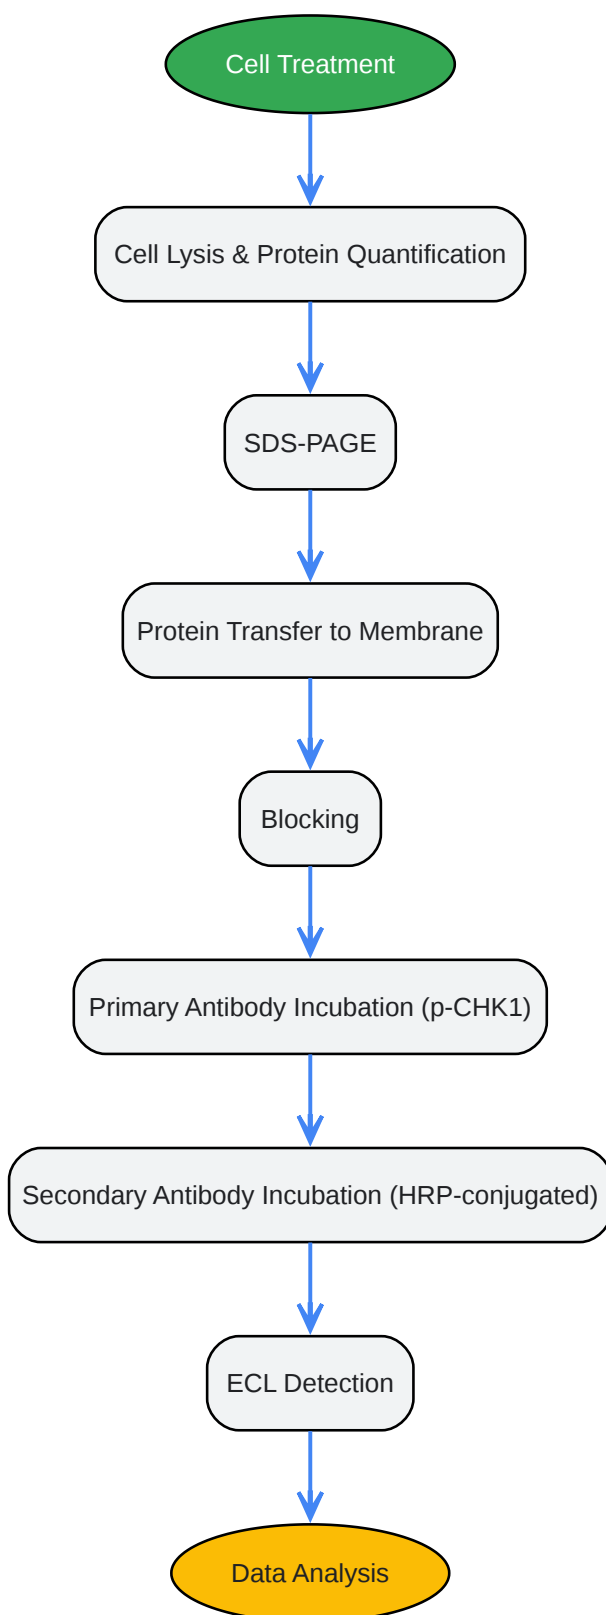 Cell Treatment
Cell Lysis & Protein Quantification
SDS-PAGE
Protein Transfer to Membrane
Blocking
Primary Antibody Incubation (p-CHK1)
Secondary Antibody Incubation (HRP-conjugated)
ECL Detection
Data Analysis